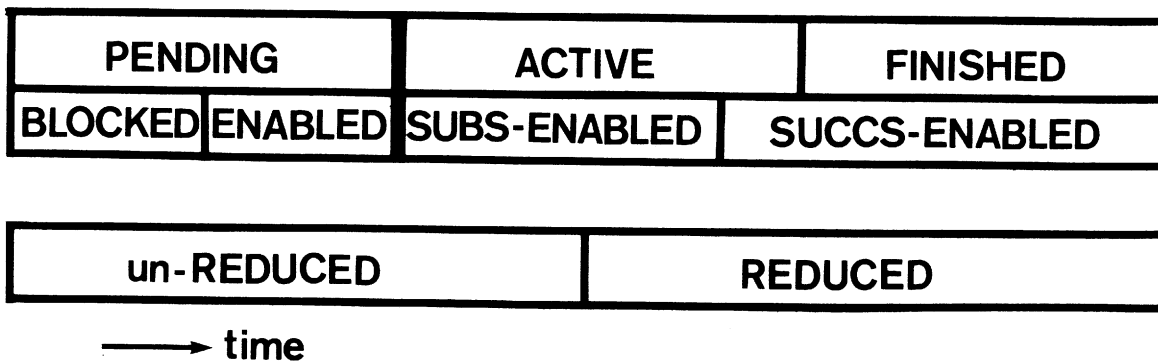 PENDING ACTIVE FINISHED
BLOCKED ENABLED SUBS-ENABLED SUCCS-ENABLED
un-REDUCED REDUCED
time